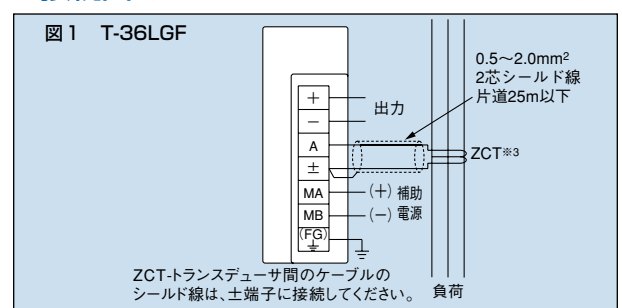 図1 T-36LGF
0.5～2.0mm²
2芯シールド線
片道25m以下
+
−
出力
A
±
ZCT※3
MA
(+) 補助
MB
(−) 電源
(FG)
ZCT-トランスデューサ間のケーブルの
シールド線は、±端子に接続してください。
負荷